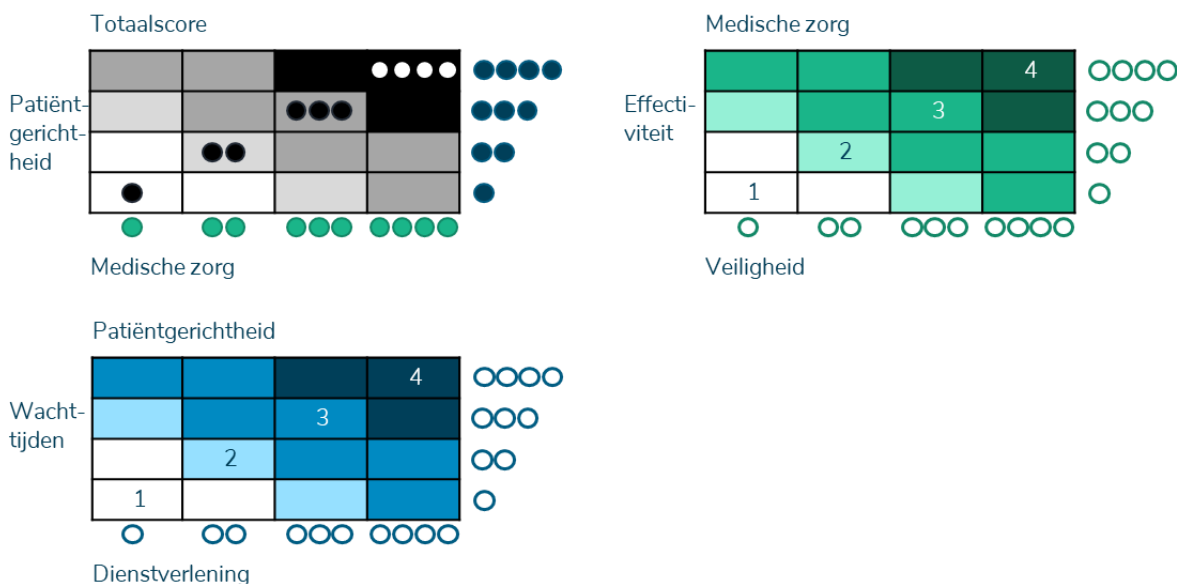 Totaalscore
Patiënt-
gericht-
heid
Medische zorg
Medische zorg
Effecti-
viteit
4
3
2
1
Veiligheid
Patiëntgerichtheid
Wacht-
tijden
4
3
2
1
Dienstverlening